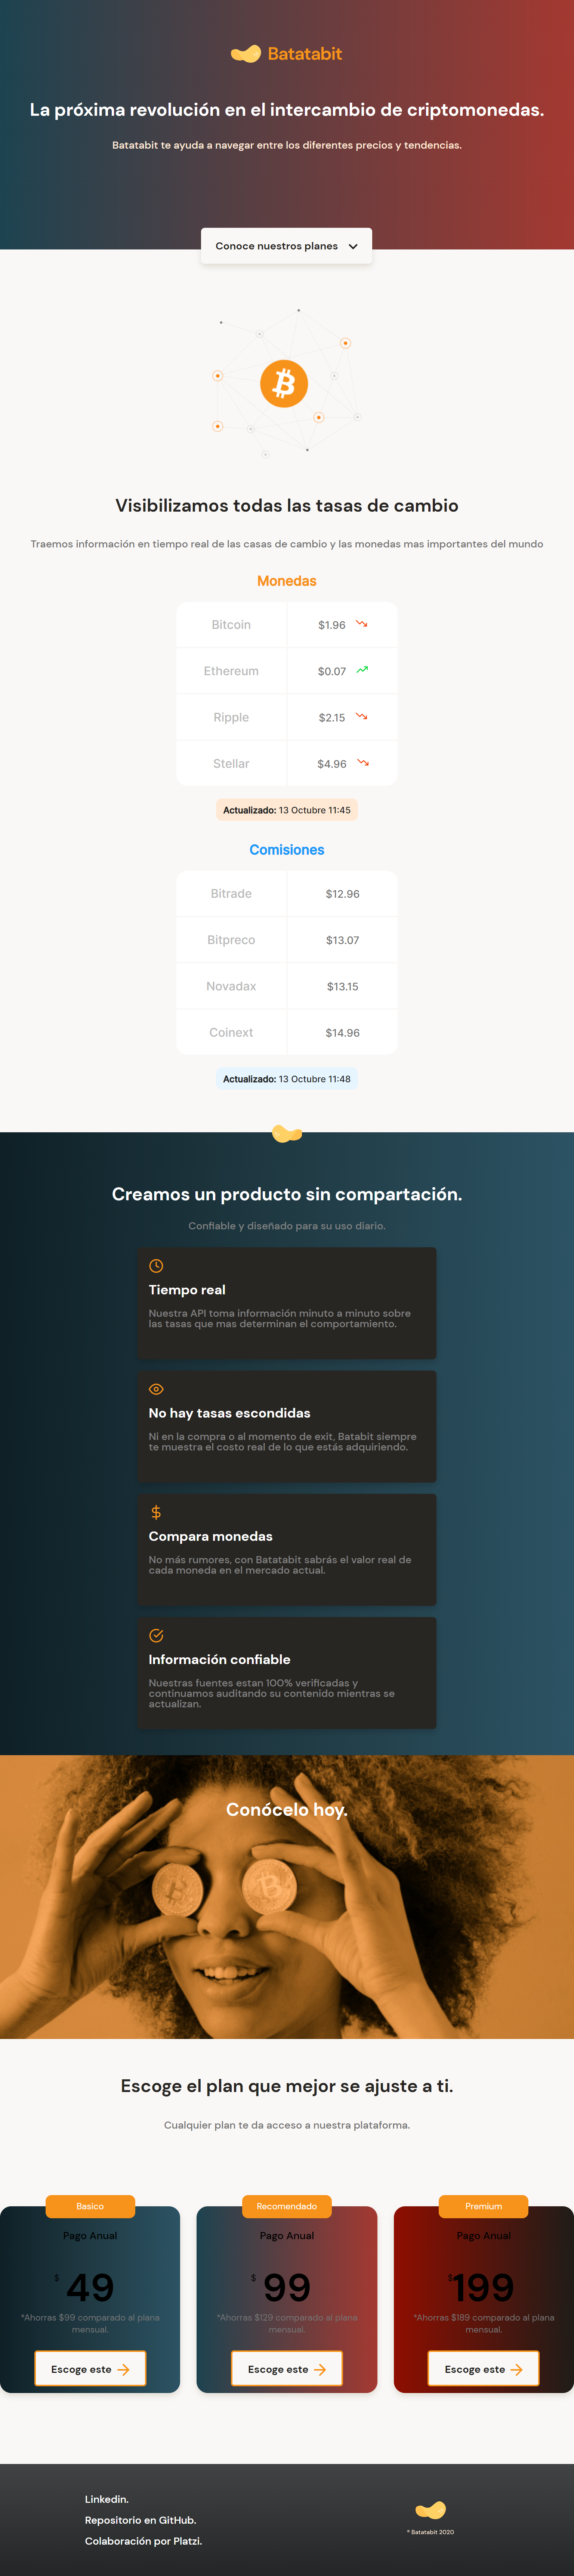 Batatabit
La próxima revolución en el intercambio de criptomonedas.
Batatabit te ayuda a navegar entre los diferentes precios y tendencias.
Conoce nuestros planes
Visibilizamos todas las tasas de cambio
Traemos información en tiempo real de las casas de cambio y las monedas mas importantes del mundo
Monedas
Bitcoin $1.96
Ethereum $0.07
Ripple $2.15
Stellar $4.96
Actualizado: 13 Octubre 11:45
Comisiones
Bitrade $12.96
Bitpreco $13.07
Novadax $13.15
Coinext $14.96
Actualizado: 13 Octubre 11:48
Creamos un producto sin compartación.
Confiable y diseñado para su uso diario.
Tiempo real
Nuestra API toma información minuto a minuto sobre
las tasas que mas determinan el comportamiento.
No hay tasas escondidas
Ni en la compra o al momento de exit, Batabit siempre
te muestra el costo real de lo que estás adquiriendo.
Compara monedas
No más rumores, con Batatabit sabrás el valor real de
cada moneda en el mercado actual.
Información confiable
Nuestras fuentes estan 100% verificadas y
continuamos auditando su contenido mientras se
actualizan.
Conócelo hoy.
Escoge el plan que mejor se ajuste a ti.
Cualquier plan te da acceso a nuestra plataforma.
Basico
Pago Anual
$ 49
*Ahorras $99 comparado al plana
mensual.
Escoge este
Recomendado
Pago Anual
$ 99
*Ahorras $129 comparado al plana
mensual.
Escoge este
Premium
Pago Anual
$199
*Ahorras $189 comparado al plana
mensual.
Escoge este
Linkedin.
Repositorio en GitHub.
Colaboración por Platzi.
® Batatabit 2020